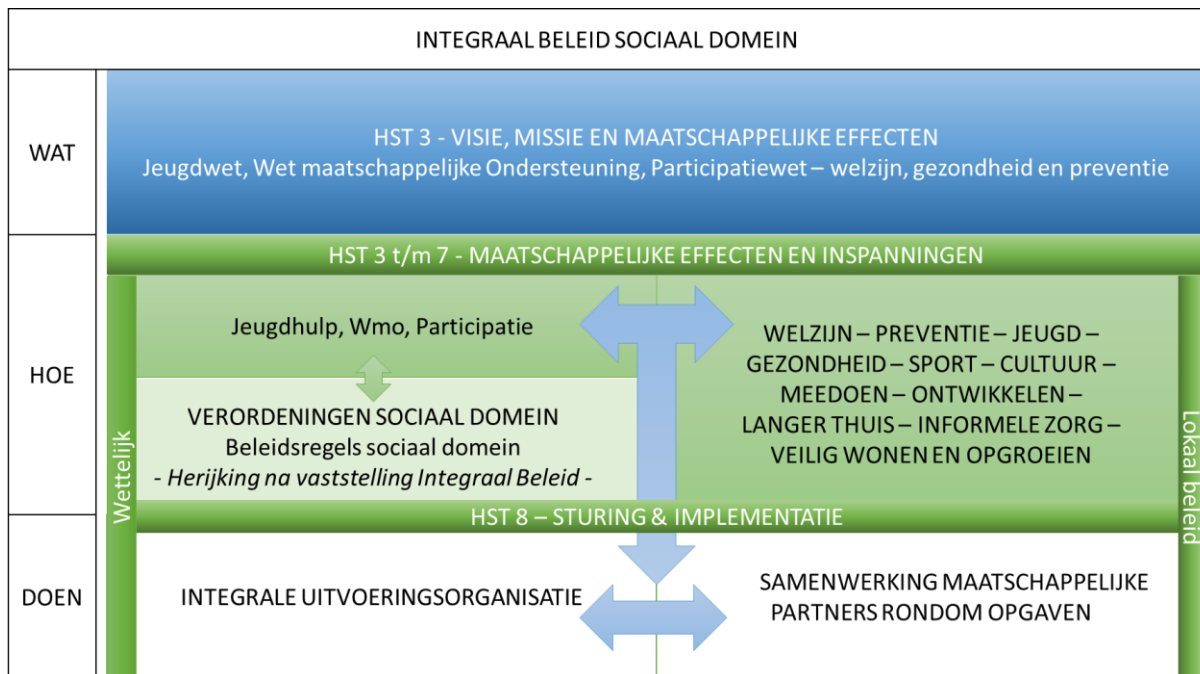 INTEGRAAL BELEID SOCIAAL DOMEIN
WAT
HST 3 - VISIE, MISSIE EN MAATSCHAPPELIJKE EFFECTEN
Jeugdwet, Wet maatschappelijke Ondersteuning, Participatiewet – welzijn, gezondheid en preventie
HST 3 t/m 7 - MAATSCHAPPELIJKE EFFECTEN EN INSPANNINGEN
HOE
Wettelijk
Jeugdhulp, Wmo, Participatie
VERORDENINGEN SOCIAAL DOMEIN
Beleidsregels sociaal domein
- Herijking na vaststelling Integraal Beleid -
WELZIJN – PREVENTIE – JEUGD –
GEZONDHEID – SPORT – CULTUUR –
MEEDOEN – ONTWIKKELEN –
LANGER THUIS – INFORMELE ZORG –
VEILIG WONEN EN OPGROEIEN
Lokaal beleid
HST 8 – STURING & IMPLEMENTATIE
DOEN
INTEGRALE UITVOERINGSORGANISATIE
SAMENWERKING MAATSCHAPPELIJKE
PARTNERS RONDOM OPGAVEN